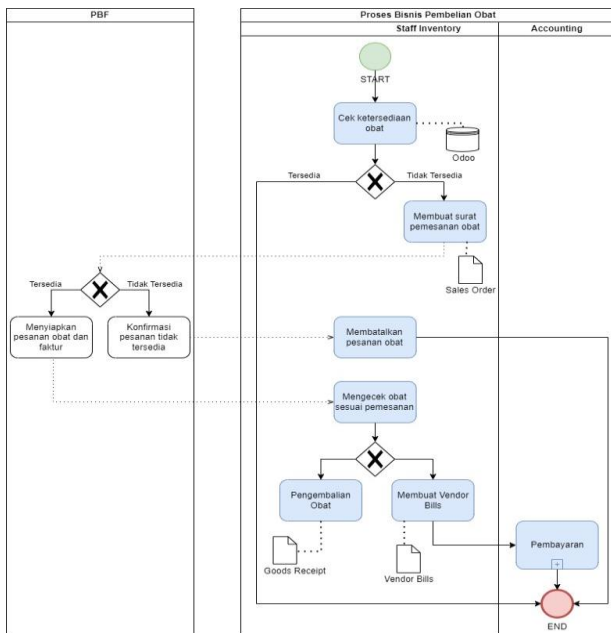 PBF
Proses Bisnis Pembelian Obat
Staff Inventory
Accounting
START
Cek ketersediaan
obat
Odoo
Tersedia
Tidak Tersedia
Membuat surat
pemesanan obat
Sales Order
Tersedia
Tidak Tersedia
Menyiapkan
pesanan obat dan
faktur
Konfirmasi
pesanan tidak
tersedia
Membatalkan
pesanan obat
Mengecek obat
sesuai pemesanan
Pengembalian
Obat
Membuat Vendor
Bills
Goods Receipt
Vendor Bills
Pembayaran
END